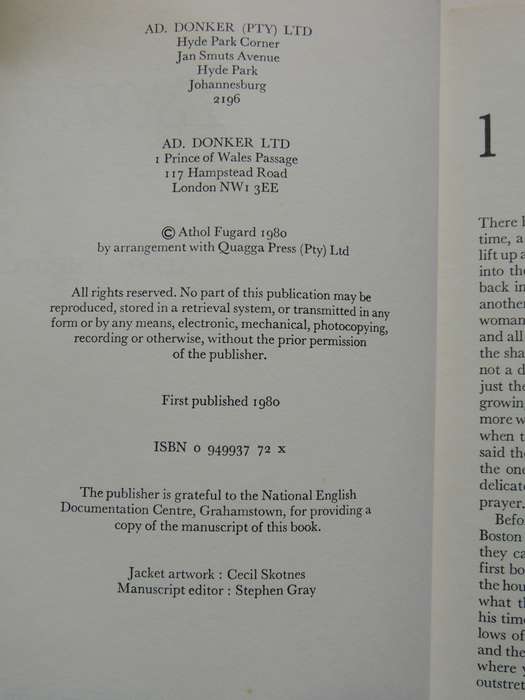 AD. DONKER (PTY) LTD
Hyde Park Corner
Jan Smuts Avenue
Hyde Park
Johannesburg
2196
AD. DONKER LTD
1 Prince of Wales Passage
117 Hampstead Road
London NW1 3EE
© Athol Fugard 1980
by arrangement with Quagga Press (Pty) Ltd
All rights reserved. No part of this publication may be
reproduced, stored in a retrieval system, or transmitted in any
form or by any means, electronic, mechanical, photocopying,
recording or otherwise, without the prior permission
of the publisher.
First published 1980
ISBN 0 949937 72 x
The publisher is grateful to the National English
Documentation Centre, Grahamstown, for providing a
copy of the manuscript of this book.
Jacket artwork : Cecil Skotnes
Manuscript editor : Stephen Gray
1
There
time, a
lift up a
into the
back in
another
woman
and all
the sha
not a d
just the
growin
more w
when t
said the
the one
delicate
prayer.
Befo
Boston
they ca
first bo
the hou
what th
his time
lows of
and the
where
outstret